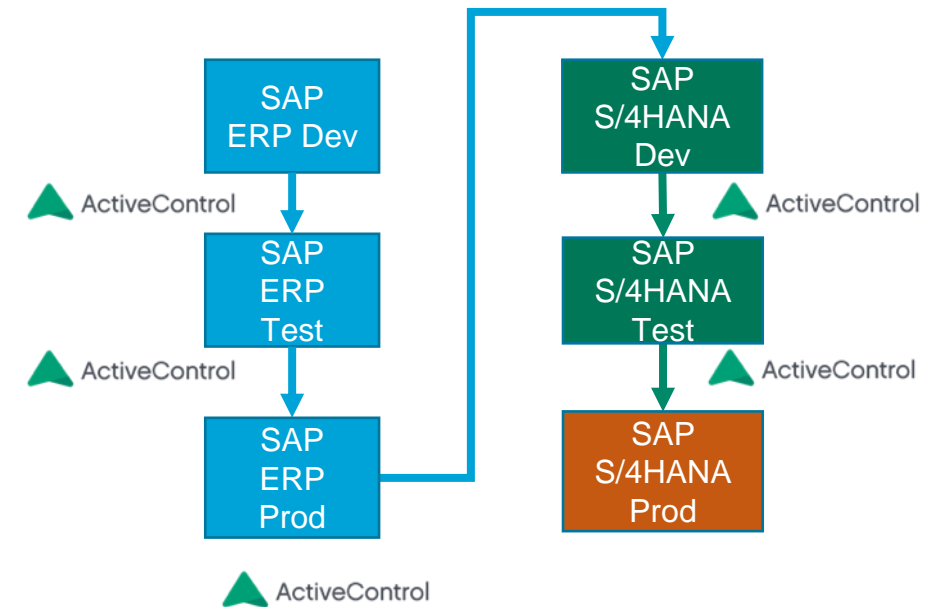 SAP
ERP Dev
ActiveControl
SAP
ERP
Test
ActiveControl
SAP
ERP
Prod
ActiveControl
SAP
S/4HANA
Dev
ActiveControl
SAP
S/4HANA
Test
ActiveControl
SAP
S/4HANA
Prod